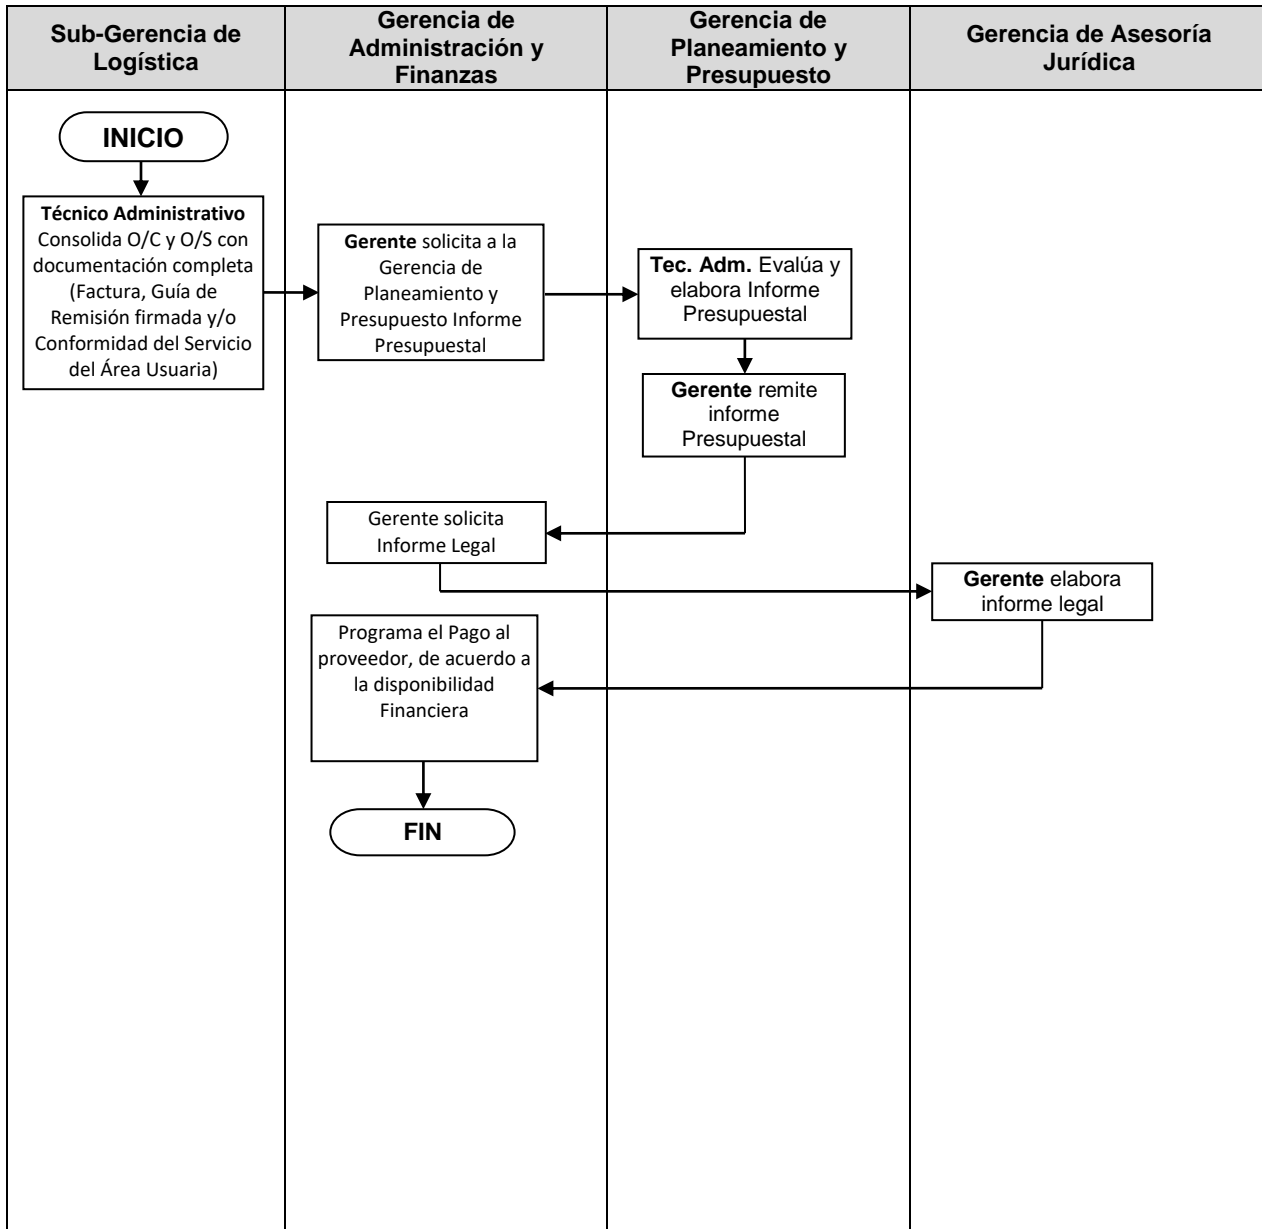 Sub-Gerencia de
Logística
Gerencia de
Administración y
Finanzas
Gerencia de
Planeamiento y
Presupuesto
Gerencia de Asesoría
Jurídica
INICIO
Técnico Administrativo
Consolida O/C y O/S con
documentación completa
(Factura, Guía de
Remisión firmada y/o
Conformidad del Servicio
del Área Usuaria)
Gerente solicita a la
Gerencia de
Planeamiento y
Presupuesto Informe
Presupuestal
Tec. Adm. Evalúa y
elabora Informe
Presupuestal
Gerente remite
informe
Presupuestal
Gerente solicita
Informe Legal
Gerente elabora
informe legal
Programa el Pago al
proveedor, de acuerdo a
la disponibilidad
Financiera
FIN